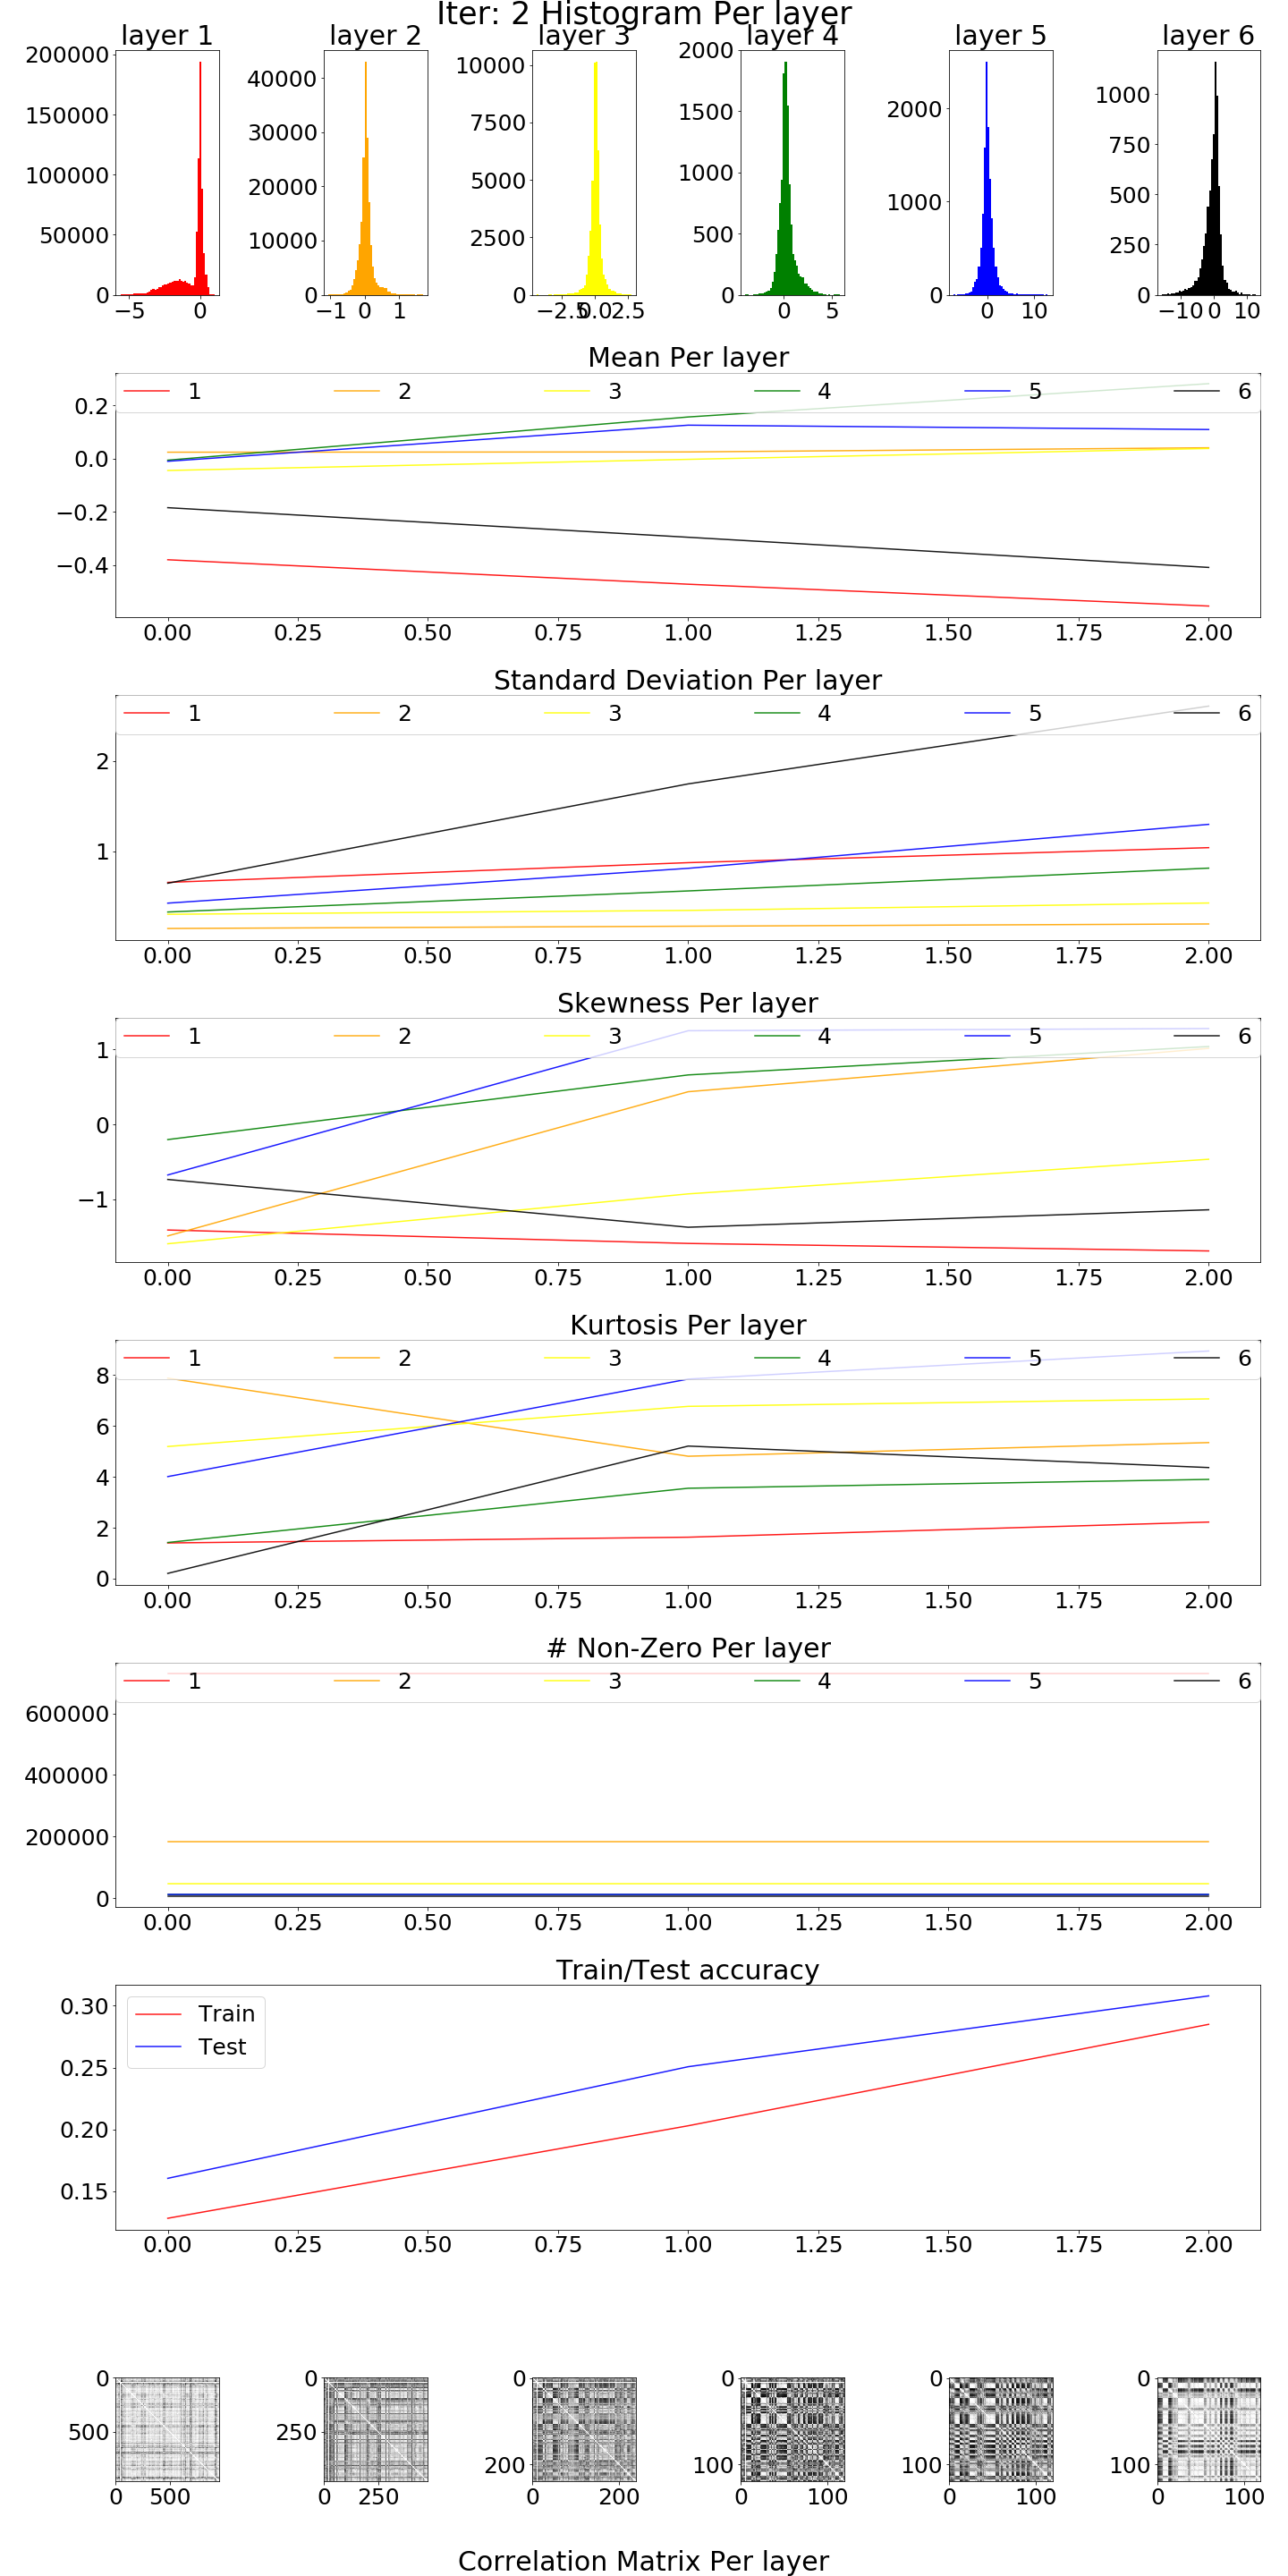 Iter: 2 Histogram Per layer
layer 1 layer 2 layer 3 layer 4 layer 5 layer 6
200000 150000 100000 50000 0
−5 0
40000 30000 20000 10000 0
−1 0 1
10000 7500 5000 2500 0
−2.5 0.0 2.5
2000 1500 1000 500 0
0 5
2000 1000 0
0 10
1000 750 500 250 0
−10 0 10
Mean Per layer
1 2 3 4 5 6
0.2
0.0
−0.2
−0.4
0.00 0.25 0.50 0.75 1.00 1.25 1.50 1.75 2.00
Standard Deviation Per layer
1 2 3 4 5 6
2
1
0.00 0.25 0.50 0.75 1.00 1.25 1.50 1.75 2.00
Skewness Per layer
1 2 3 4 5 6
1
0
−1
0.00 0.25 0.50 0.75 1.00 1.25 1.50 1.75 2.00
Kurtosis Per layer
1 2 3 4 5 6
8
6
4
2
0
0.00 0.25 0.50 0.75 1.00 1.25 1.50 1.75 2.00
# Non-Zero Per layer
1 2 3 4 5 6
600000
400000
200000
0
0.00 0.25 0.50 0.75 1.00 1.25 1.50 1.75 2.00
Train/Test accuracy
Train
Test
0.30
0.25
0.20
0.15
0.00 0.25 0.50 0.75 1.00 1.25 1.50 1.75 2.00
0 500
0 500
0 250
0 250
0 200
0 200
0 100
0 100
0 100
0 100
0 100
0 100
Correlation Matrix Per layer